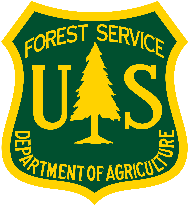 FOREST SERVICE
U S
DEPARTMENT OF AGRICULTURE